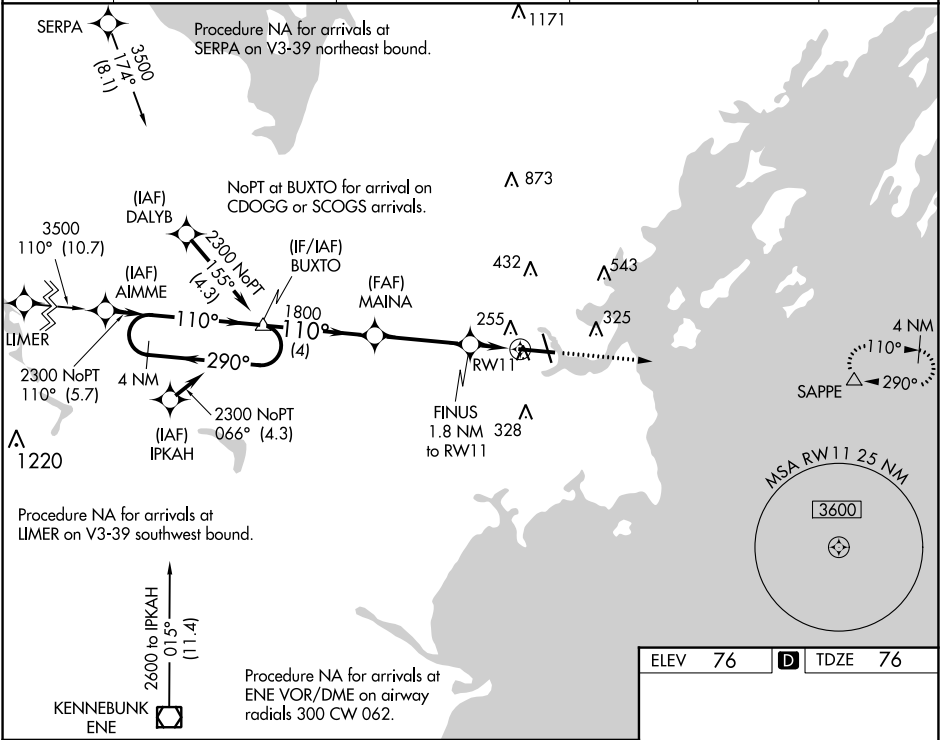 SERPA
3500
174°
(8.1)
Procedure NA for arrivals at
SERPA on V3-39 northeast bound.
1171
873
NoPT at BUXTO for arrival on
CDOGG or SCOGS arrivals.
(IAF)
DALYB
2300 NoPT
155°
(4.3)
3500
110° (10.7)
(IAF)
AIMME
(IF/IAF)
BUXTO
(FAF)
MAINA
432
543
LIMER
110°
1800
110°
(4)
255
325
RW11
290°
4 NM
2300 NoPT
110° (5.7)
4 NM
110°
SAPPE
290°
(IAF)
IPKAH
2300 NoPT
066° (4.3)
FINUS
1.8 NM
to RW11
328
1220
MSA RW11 25 NM
3600
Procedure NA for arrivals at
LIMER on V3-39 southwest bound.
2600 to IPKAH
015°
(11.4)
KENNEBUNK
ENE
Procedure NA for arrivals at
ENE VOR/DME on airway
radials 300 CW 062.
ELEV 76 D TDZE 76